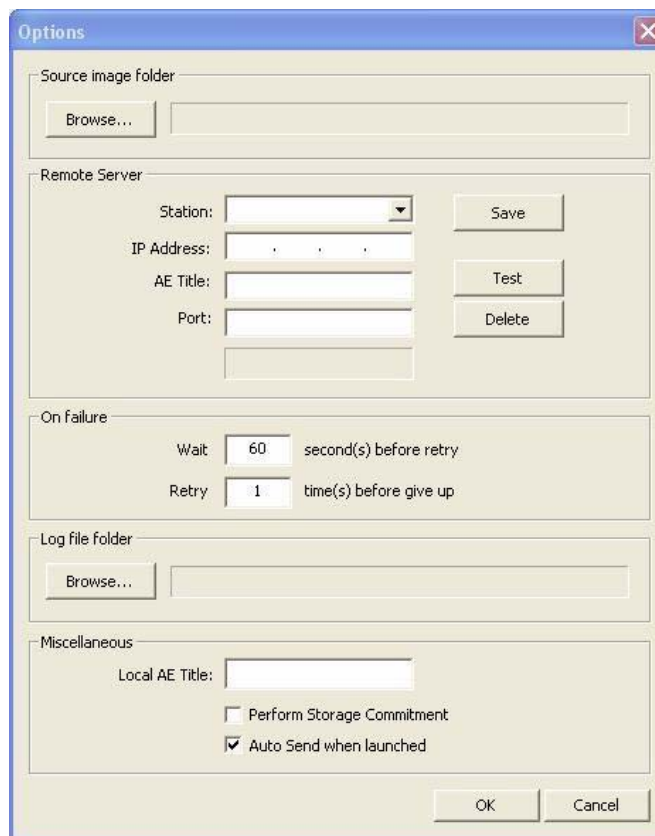 Options
Source image folder
Browse...
Remote Server
Station:
Save
IP Address: . . .
AE Title:
Test
Port:
Delete
On failure
Wait 60 second(s) before retry
Retry 1 time(s) before give up
Log file folder
Browse...
Miscellaneous
Local AE Title:
Perform Storage Commitment
Auto Send when launched
OK Cancel